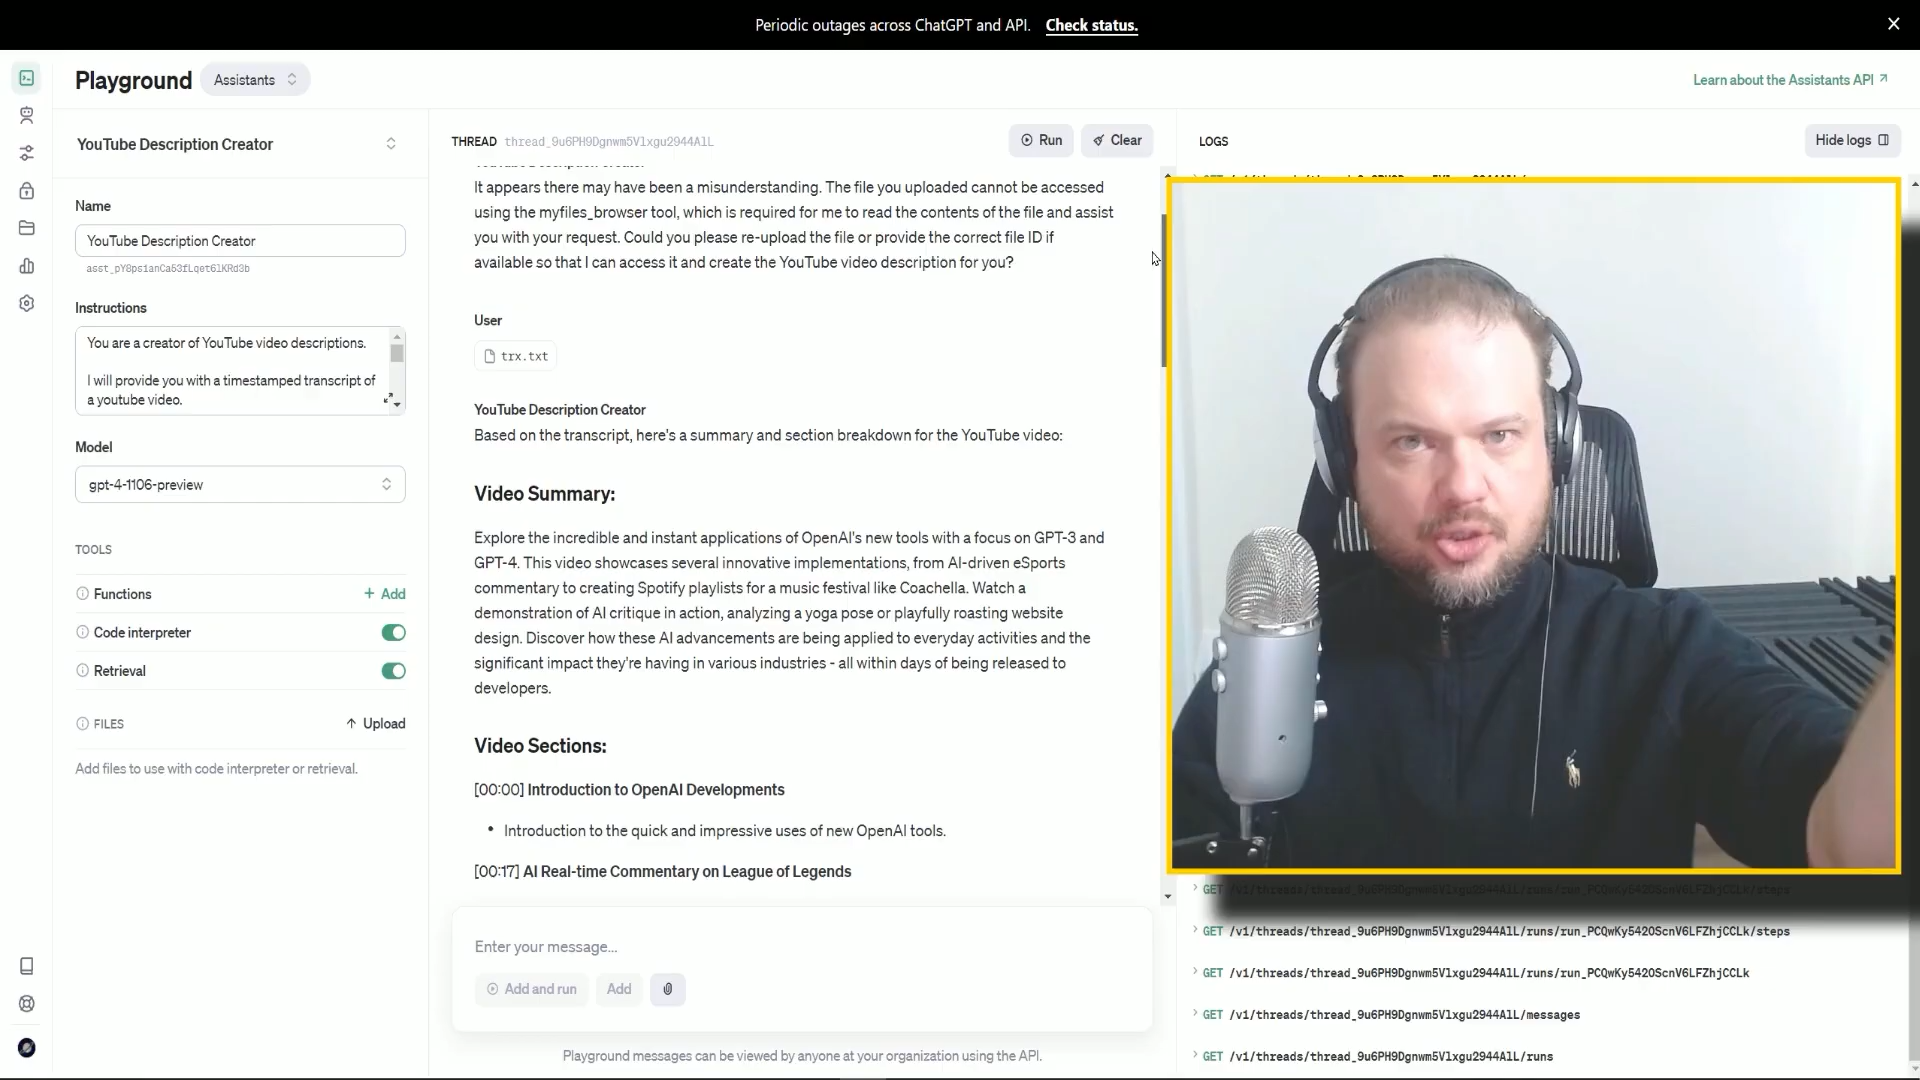 Periodic outages across ChatGPT and API. Check status.
Playground
Assistants
Learn about the Assistants API
YouTube Description Creator
Name
YouTube Description Creator
asst_pY8ps1anCa53fLqet6lKRd3b
Instructions
You are a creator of YouTube video descriptions.
I will provide you with a timestamped transcript of
a youtube video.
Model
gpt-4-1106-preview
TOOLS
Functions
+ Add
Code interpreter
Retrieval
FILES
Upload
Add files to use with code interpreter or retrieval.
THREAD thread_9u6PH9Dgnwm5Vlxgu2944AlL
Run
Clear
It appears there may have been a misunderstanding. The file you uploaded cannot be accessed
using the myfiles_browser tool, which is required for me to read the contents of the file and assist
you with your request. Could you please re-upload the file or provide the correct file ID if
available so that I can access it and create the YouTube video description for you?
User
trx.txt
YouTube Description Creator
Based on the transcript, here's a summary and section breakdown for the YouTube video:
Video Summary:
Explore the incredible and instant applications of OpenAI's new tools with a focus on GPT-3 and
GPT-4. This video showcases several innovative implementations, from AI-driven eSports
commentary to creating Spotify playlists for a music festival like Coachella. Watch a
demonstration of AI critique in action, analyzing a yoga pose or playfully roasting website
design. Discover how these AI advancements are being applied to everyday activities and the
significant impact they're having in various industries - all within days of being released to
developers.
Video Sections:
[00:00] Introduction to OpenAI Developments
• Introduction to the quick and impressive uses of new OpenAI tools.
[00:17] AI Real-time Commentary on League of Legends
Enter your message...
Add and run
Add
Playground messages can be viewed by anyone at your organization using the API.
LOGS
Hide logs
GET /v1/threads/thread_9u6PH9Dgnwm5Vlxgu2944AlL/runs/run_PCQwKy542OScnV6LFZhjCCLk/steps
GET /v1/threads/thread_9u6PH9Dgnwm5Vlxgu2944AlL/runs/run_PCQwKy542OScnV6LFZhjCCLk/steps
GET /v1/threads/thread_9u6PH9Dgnwm5Vlxgu2944AlL/runs/run_PCQwKy542OScnV6LFZhjCCLk
GET /v1/threads/thread_9u6PH9Dgnwm5Vlxgu2944AlL/messages
GET /v1/threads/thread_9u6PH9Dgnwm5Vlxgu2944AlL/runs